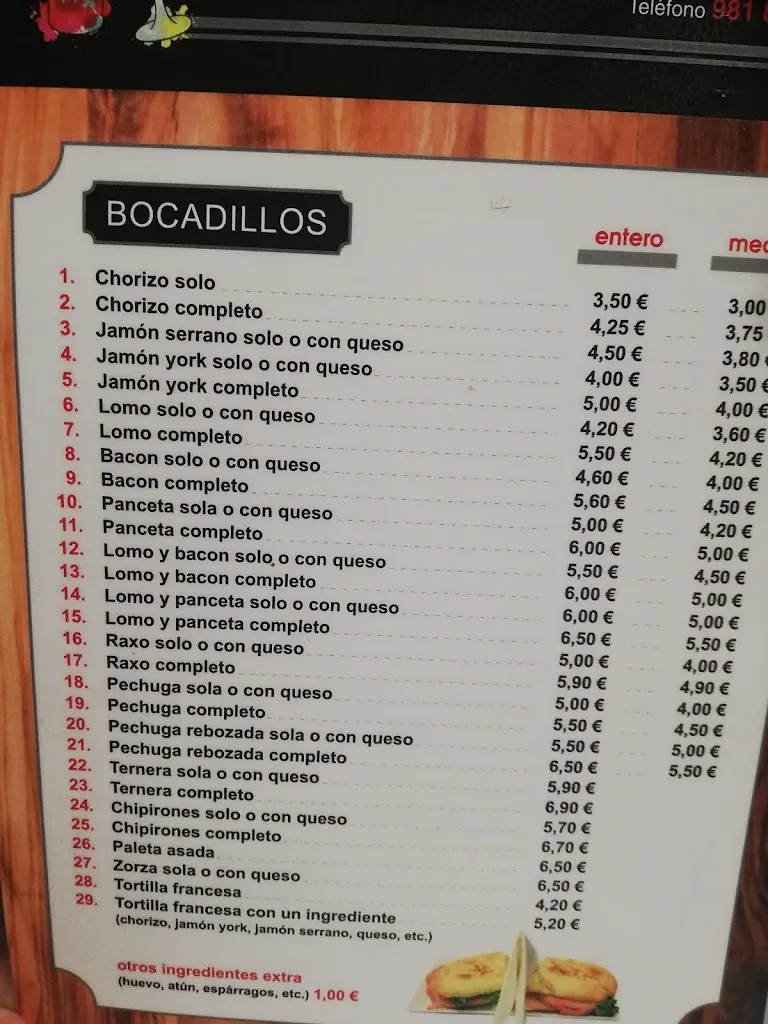 Teléfono 981
BOCADILLOS
entero
1. Chorizo solo 3,50 € 3,00
2. Chorizo completo 4,25 € 3,75
3. Jamón serrano solo o con queso 4,50 € 3,80 €
4. Jamón york solo o con queso 4,00 € 3,50 €
5. Jamón york completo 5,00 € 4,00 €
6. Lomo solo o con queso 4,20 € 3,60 €
7. Lomo completo 5,50 € 4,20 €
8. Bacon solo o con queso 4,60 € 4,00 €
9. Bacon completo 5,60 € 4,50 €
10. Panceta sola o con queso 5,00 € 4,20 €
11. Panceta completo 6,00 € 5,00 €
12. Lomo y bacon solo o con queso 5,50 € 4,50 €
13. Lomo y bacon completo 6,00 € 5,00 €
14. Lomo y panceta solo o con queso 6,00 € 5,00 €
15. Lomo y panceta completo 6,50 € 5,50 €
16. Raxo solo o con queso 5,00 € 4,00 €
17. Raxo completo 5,90 € 4,90 €
18. Pechuga sola o con queso 5,00 € 4,00 €
19. Pechuga completo 5,50 € 4,50 €
20. Pechuga rebozada sola o con queso 5,50 € 5,00 €
21. Pechuga rebozada completo 6,50 € 5,50 €
22. Ternera sola o con queso 5,90 €
23. Ternera completo 6,90 €
24. Chipirones solo o con queso 5,70 €
25. Chipirones completo 6,70 €
26. Paleta asada 6,50 €
27. Zorza sola o con queso 6,50 €
28. Tortilla francesa 4,20 €
29. Tortilla francesa con un ingrediente 5,20 €
(chorizo, jamón york, jamón serrano, queso, etc.)
otros ingredientes extra
(huevo, atún, espárragos, etc.) 1,00 €